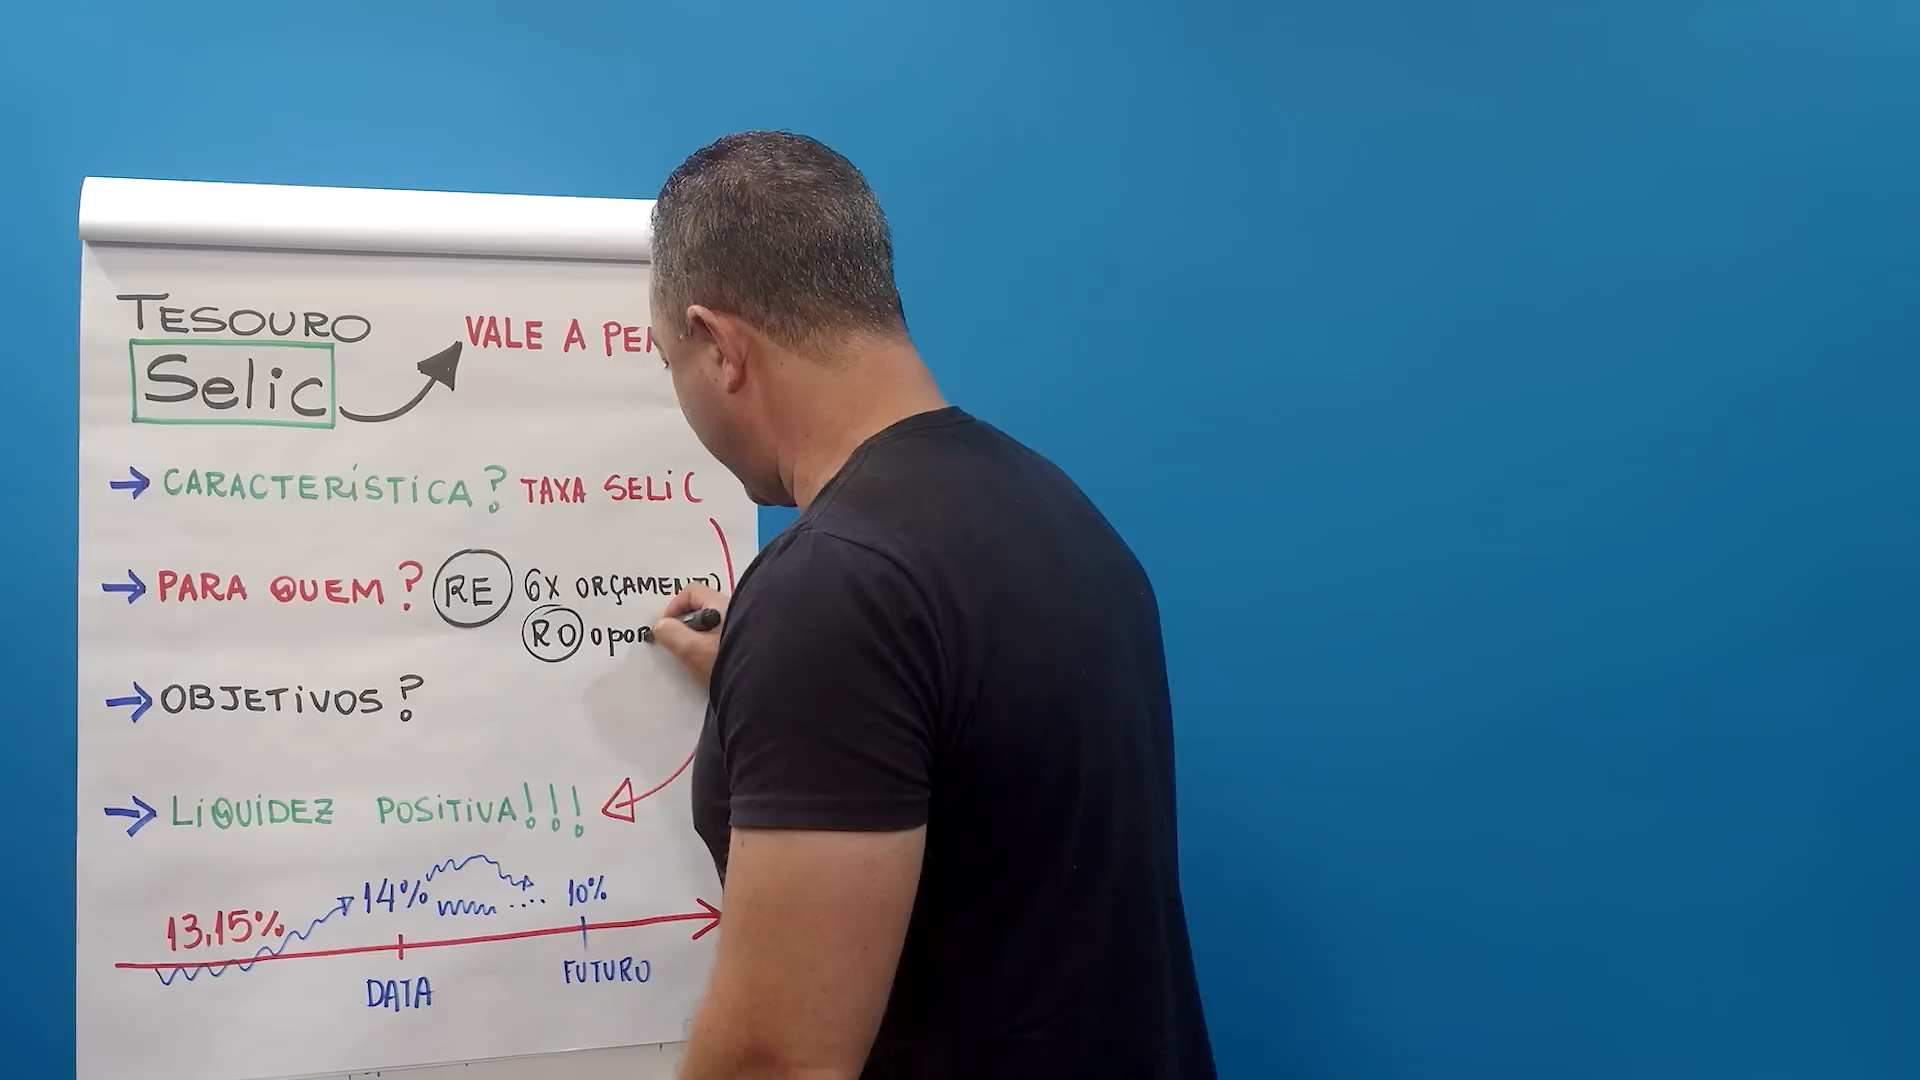 TESOURO
Selic
VALE A PE
CARACTERÍSTICA? TAXA SELIC
PARA QUEM? RE 6X ORÇAMENTO
RO opor
OBJETIVOS?
LIQUIDEZ POSITIVA!!!
13,15% 14% ... 10%
DATA FUTURO